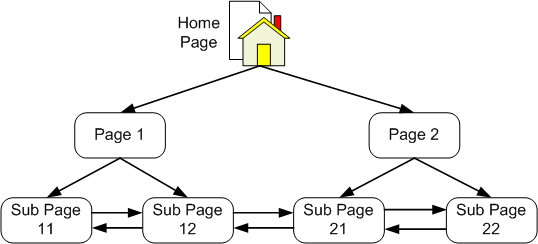 Home
Page
Page 1
Page 2
Sub Page
11
Sub Page
12
Sub Page
21
Sub Page
22